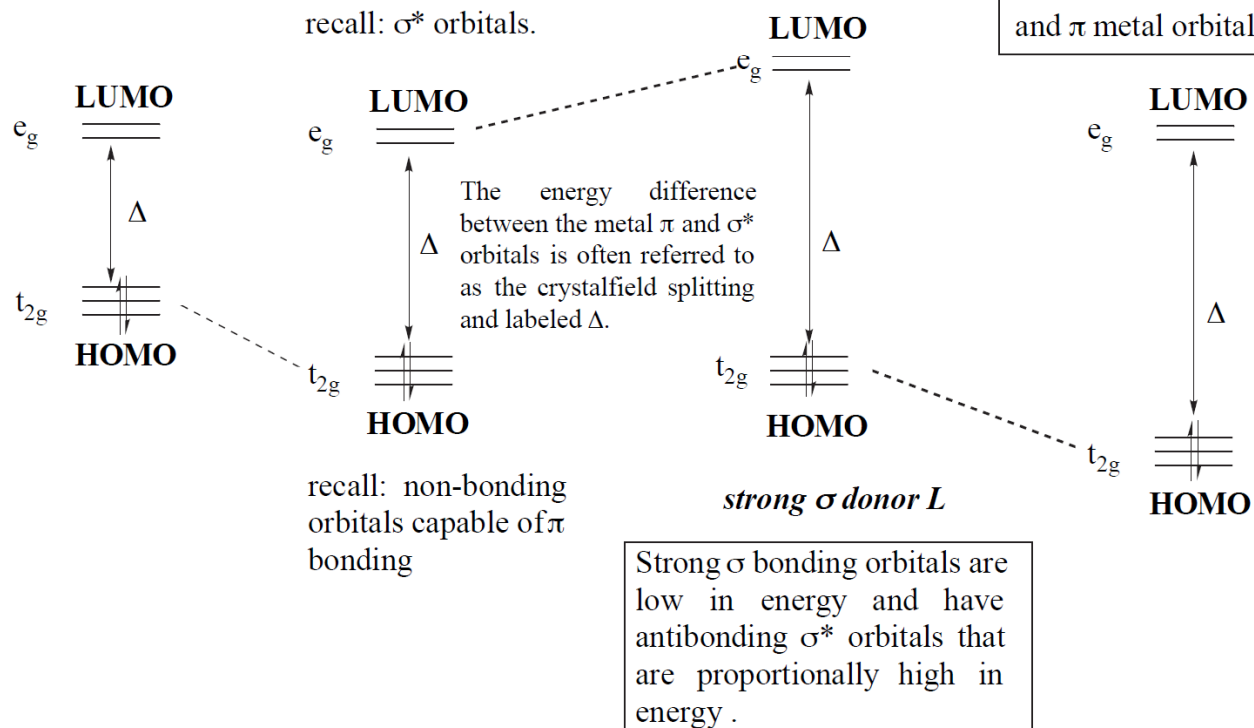 recall: σ* orbitals.
and π metal orbital
LUMO
e_g
Δ
t_2g
HOMO
LUMO
e_g
The energy difference
between the metal π and σ*
orbitals is often referred to
as the crystalfield splitting
and labeled Δ.
Δ
t_2g
HOMO
recall: non-bonding
orbitals capable of π
bonding
LUMO
e_g
Δ
t_2g
HOMO
strong σ donor L
Strong σ bonding orbitals are
low in energy and have
antibonding σ* orbitals that
are proportionally high in
energy .
LUMO
e_g
Δ
t_2g
HOMO